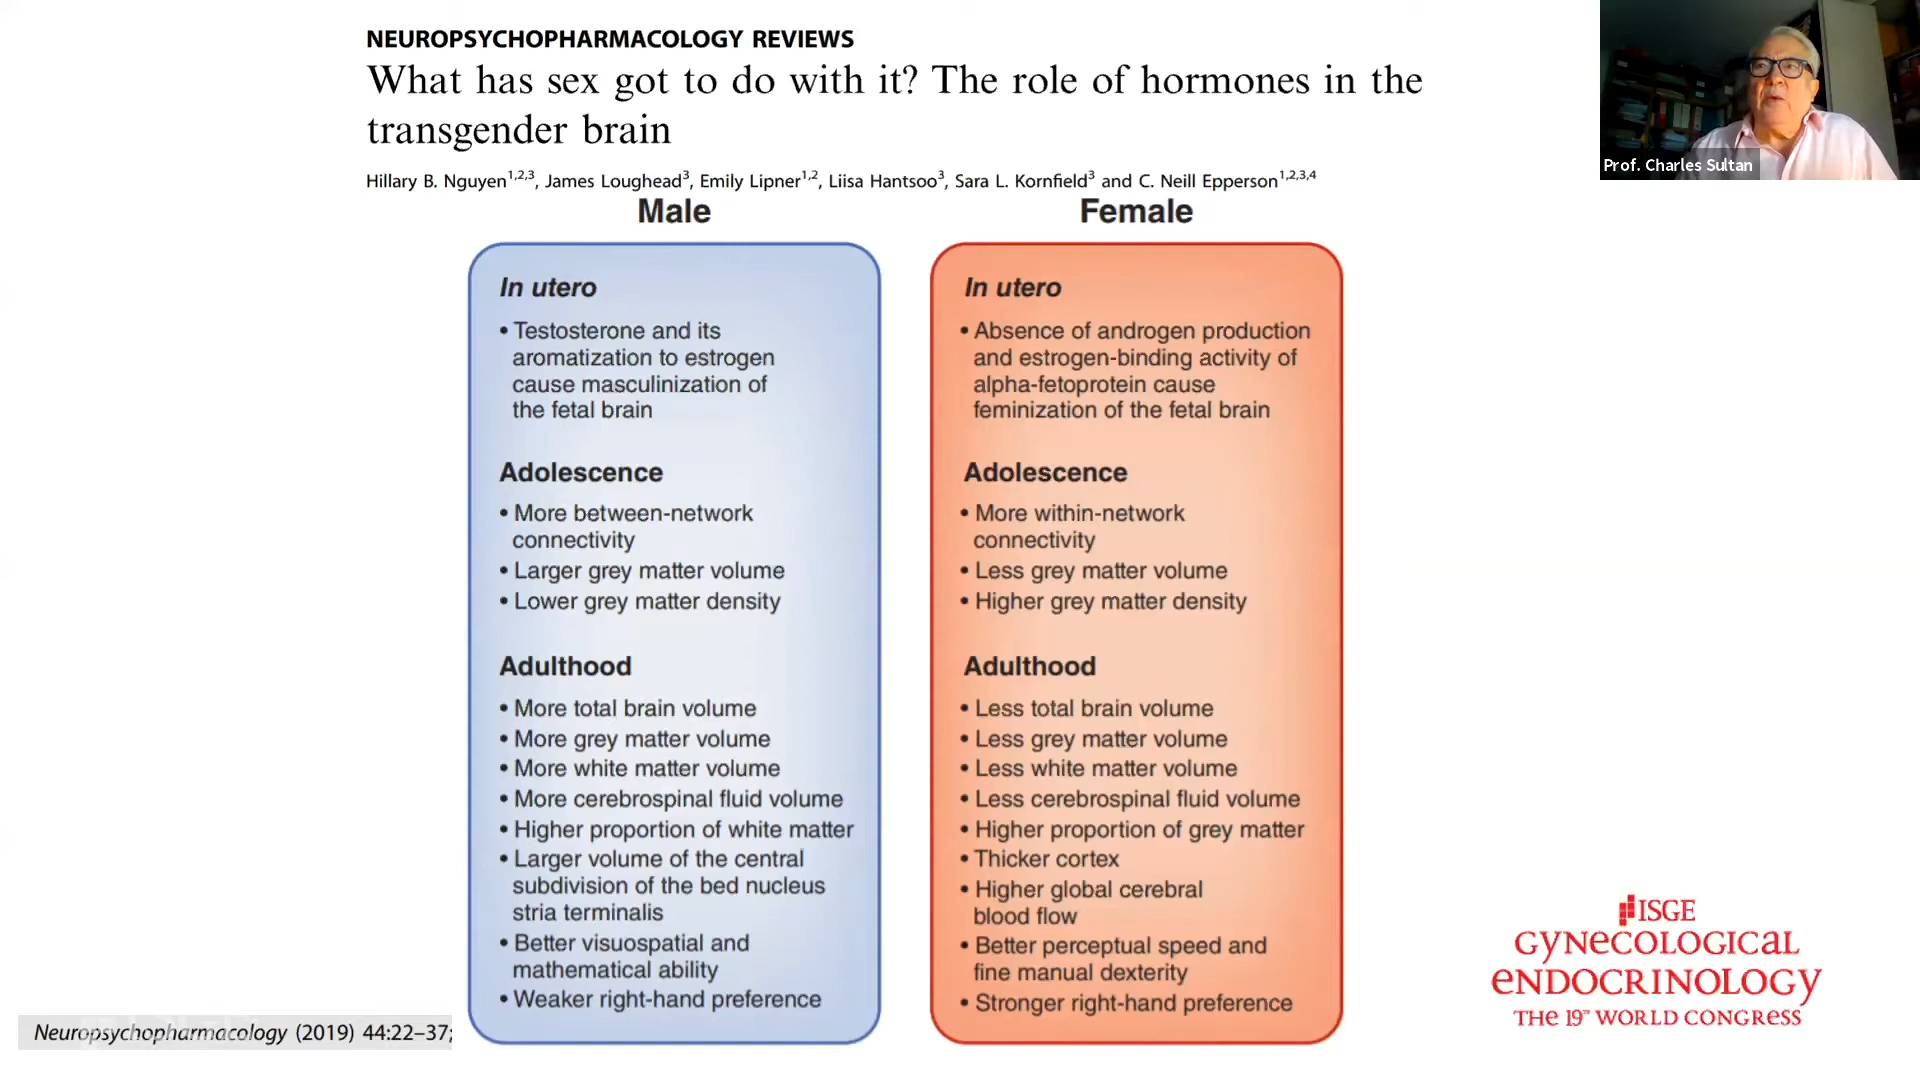 NEUROPSYCHOPHARMACOLOGY REVIEWS
What has sex got to do with it? The role of hormones in the
transgender brain
Hillary B. Nguyen1,2,3, James Loughead3, Emily Lipner1,2, Liisa Hantsoo3, Sara L. Kornfield3 and C. Neill Epperson1,2,3,4
Prof. Charles Sultan
Male
In utero
• Testosterone and its
aromatization to estrogen
cause masculinization of
the fetal brain
Adolescence
• More between-network
connectivity
• Larger grey matter volume
• Lower grey matter density
Adulthood
• More total brain volume
• More grey matter volume
• More white matter volume
• More cerebrospinal fluid volume
• Higher proportion of white matter
• Larger volume of the central
subdivision of the bed nucleus
stria terminalis
• Better visuospatial and
mathematical ability
• Weaker right-hand preference
Female
In utero
• Absence of androgen production
and estrogen-binding activity of
alpha-fetoprotein cause
feminization of the fetal brain
Adolescence
• More within-network
connectivity
• Less grey matter volume
• Higher grey matter density
Adulthood
• Less total brain volume
• Less grey matter volume
• Less white matter volume
• Less cerebrospinal fluid volume
• Higher proportion of grey matter
• Thicker cortex
• Higher global cerebral
blood flow
• Better perceptual speed and
fine manual dexterity
• Stronger right-hand preference
Neuropsychopharmacology (2019) 44:22–37;
ISGE
GYNECOLOGICAL
ENDOCRINOLOGY
THE 19TH WORLD CONGRESS